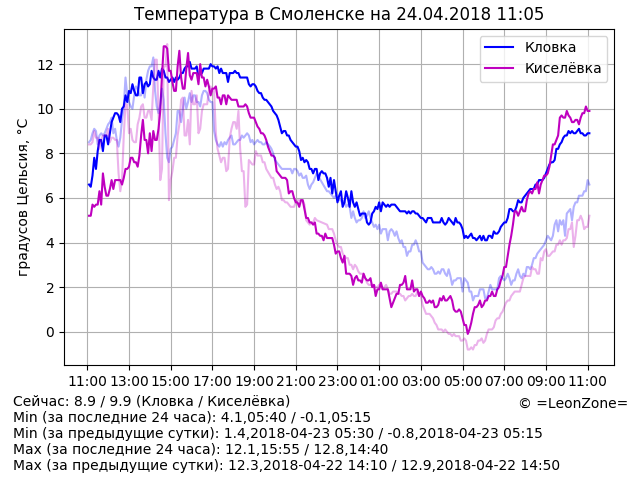 Температура в Смоленске на 24.04.2018 11:05
Кловка
Киселёвка
градусов Цельсия, °C
12
10
8
6
4
2
0
11:00 13:00 15:00 17:00 19:00 21:00 23:00 01:00 03:00 05:00 07:00 09:00 11:00
Сейчас: 8.9 / 9.9 (Кловка / Киселёвка)
© =LeonZone=
Min (за последние 24 часа): 4.1,05:40 / -0.1,05:15
Min (за предыдущие сутки): 1.4,2018-04-23 05:30 / -0.8,2018-04-23 05:15
Max (за последние 24 часа): 12.1,15:55 / 12.8,14:40
Max (за предыдущие сутки): 12.3,2018-04-22 14:10 / 12.9,2018-04-22 14:50